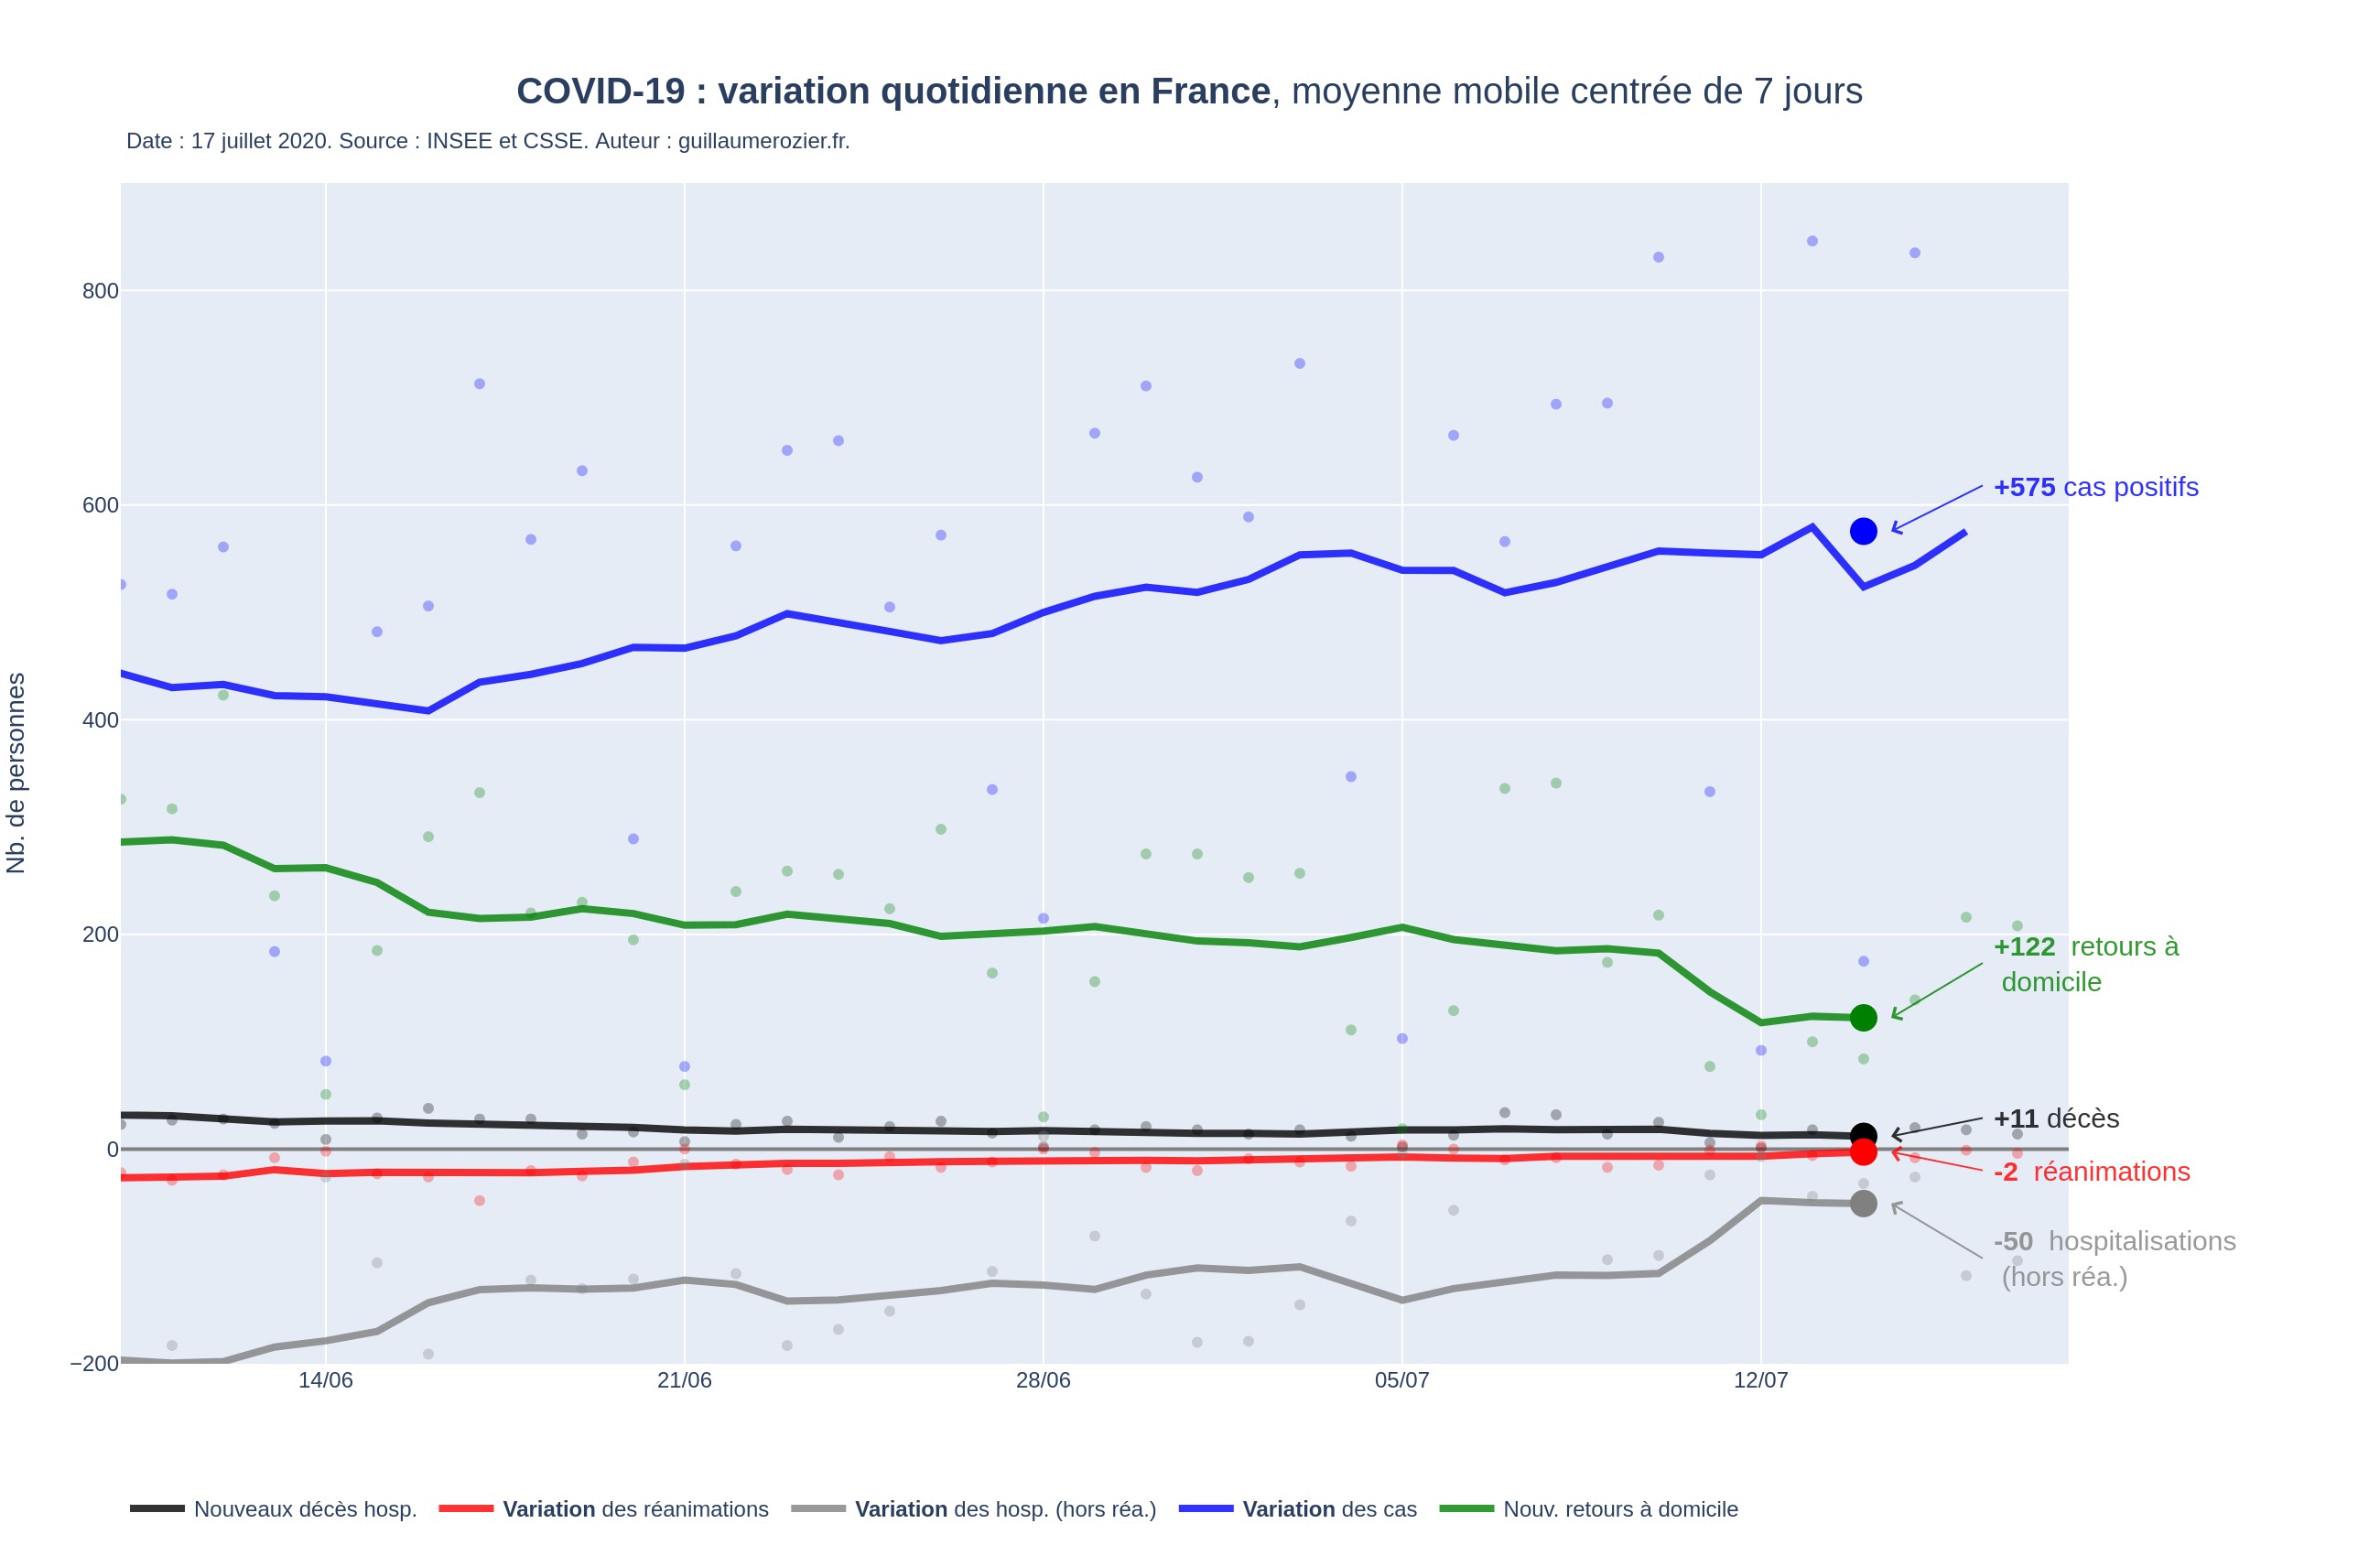 COVID-19 : variation quotidienne en France, moyenne mobile centrée de 7 jours
Date : 17 juillet 2020. Source : INSEE et CSSE. Auteur : guillaumerozier.fr.
Nb. de personnes
800
600
400
200
0
−200
14/06
21/06
28/06
05/07
12/07
+575 cas positifs
+122 retours à
domicile
+11 décès
-2 réanimations
-50 hospitalisations
(hors réa.)
Nouveaux décès hosp.
Variation des réanimations
Variation des hosp. (hors réa.)
Variation des cas
Nouv. retours à domicile